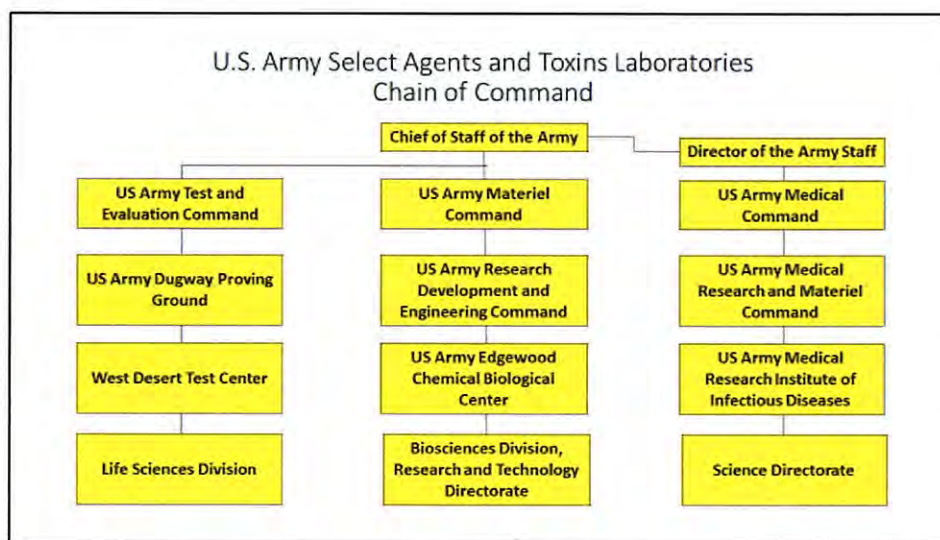 U.S. Army Select Agents and Toxins Laboratories
Chain of Command
Chief of Staff of the Army
Director of the Army Staff
US Army Test and
Evaluation Command
US Army Materiel
Command
US Army Medical
Command
US Army Dugway Proving
Ground
US Army Research
Development and
Engineering Command
US Army Medical
Research and Materiel
Command
West Desert Test Center
US Army Edgewood
Chemical Biological
Center
US Army Medical
Research Institute of
Infectious Diseases
Life Sciences Division
Biosciences Division,
Research and Technology
Directorate
Science Directorate